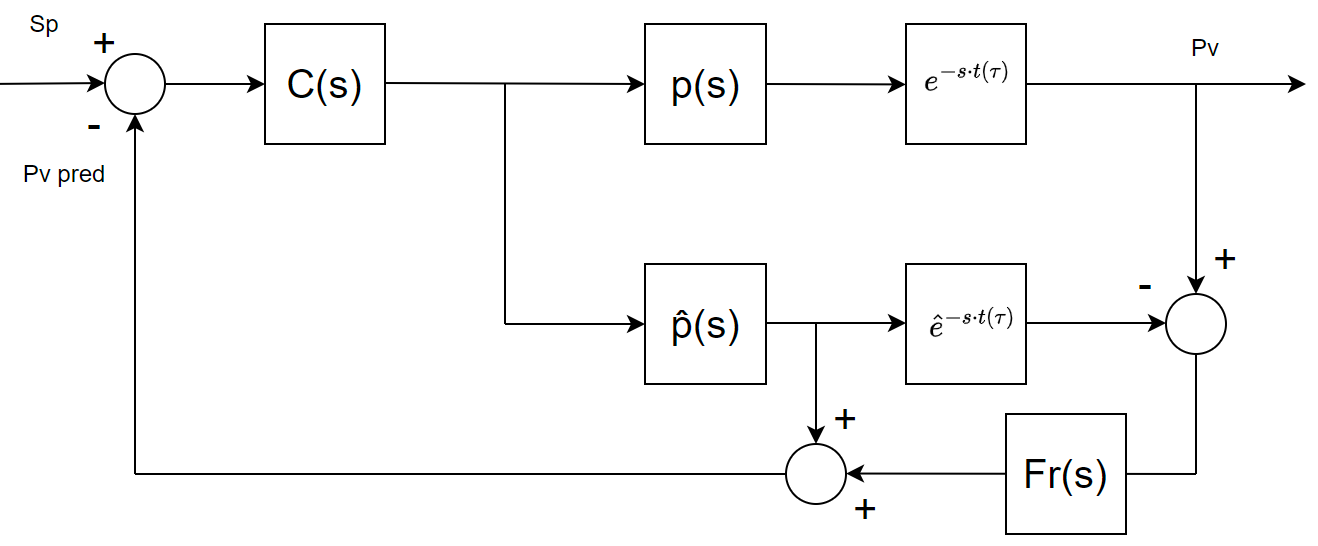 Sp
+
-
Pv pred
C(s)
p(s)
e^{-s·t(τ)}
Pv
p̂(s)
ê^{-s·t(τ)}
-
+
+
+
Fr(s)